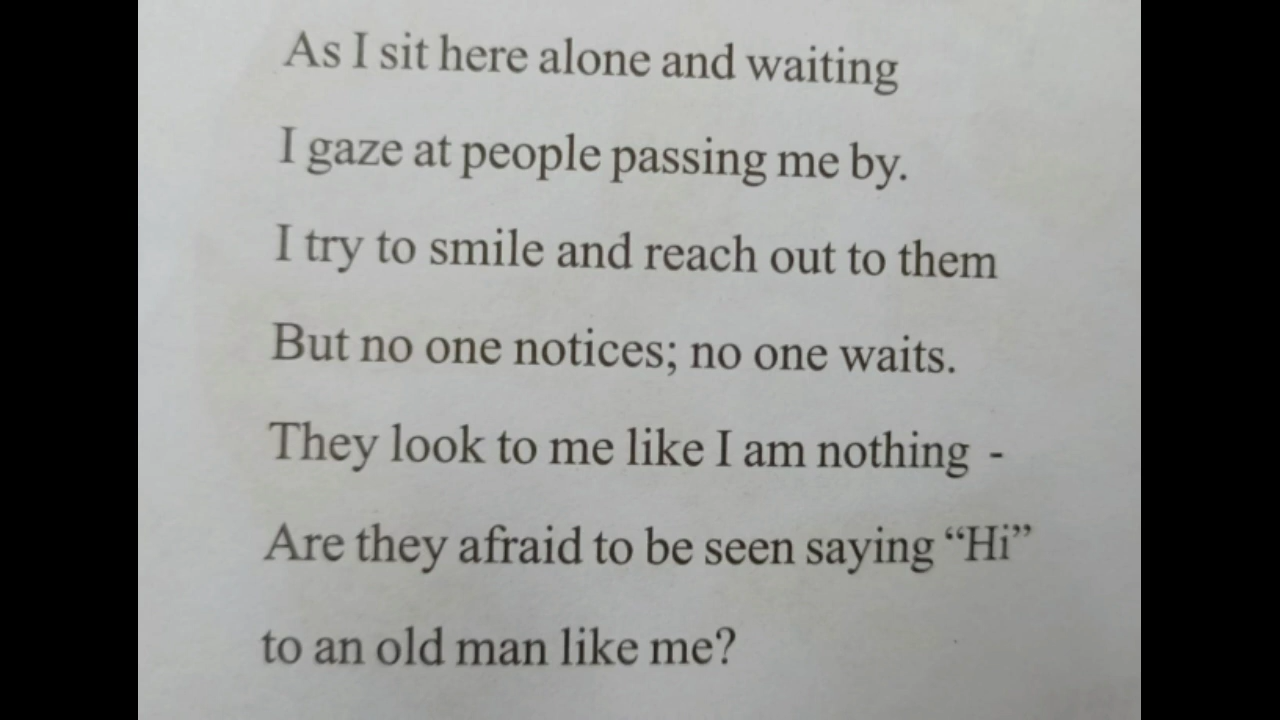 As I sit here alone and waiting
I gaze at people passing me by.
I try to smile and reach out to them
But no one notices; no one waits.
They look to me like I am nothing -
Are they afraid to be seen saying “Hi”
to an old man like me?